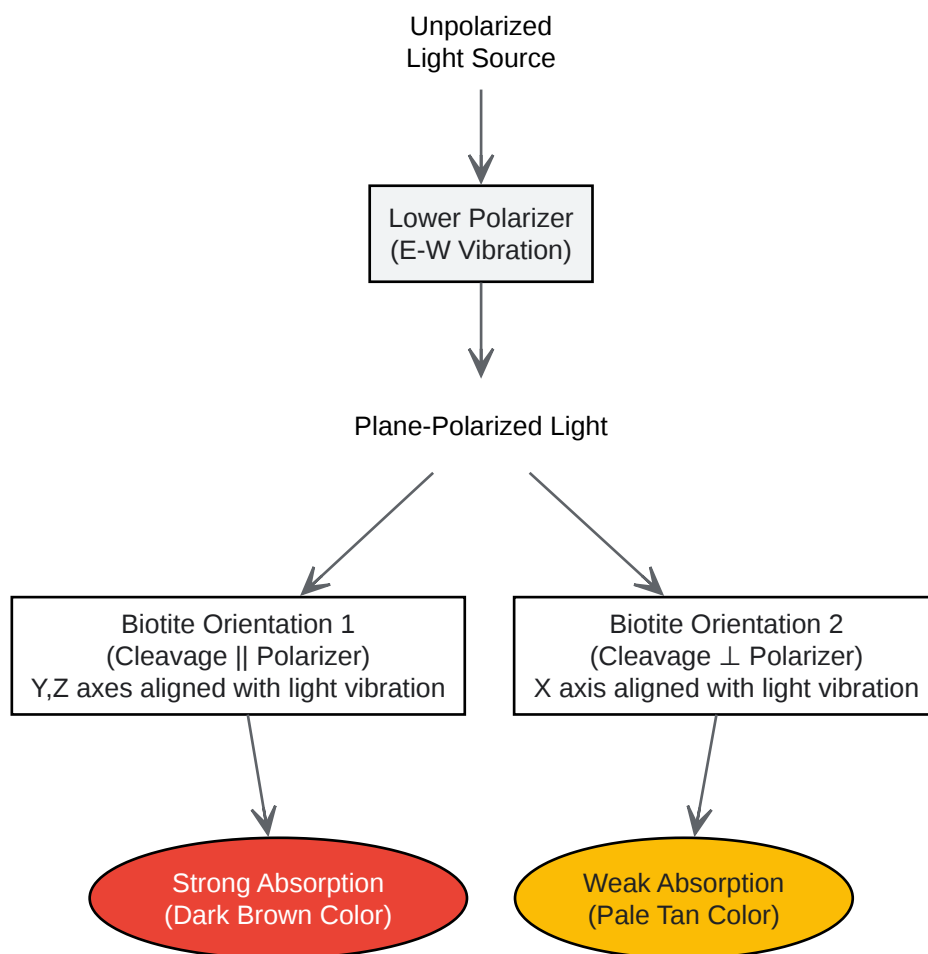 Unpolarized
Light Source
Lower Polarizer
(E-W Vibration)
Plane-Polarized Light
Biotite Orientation 1
(Cleavage || Polarizer)
Y,Z axes aligned with light vibration
Biotite Orientation 2
(Cleavage ⊥ Polarizer)
X axis aligned with light vibration
Strong Absorption
(Dark Brown Color)
Weak Absorption
(Pale Tan Color)